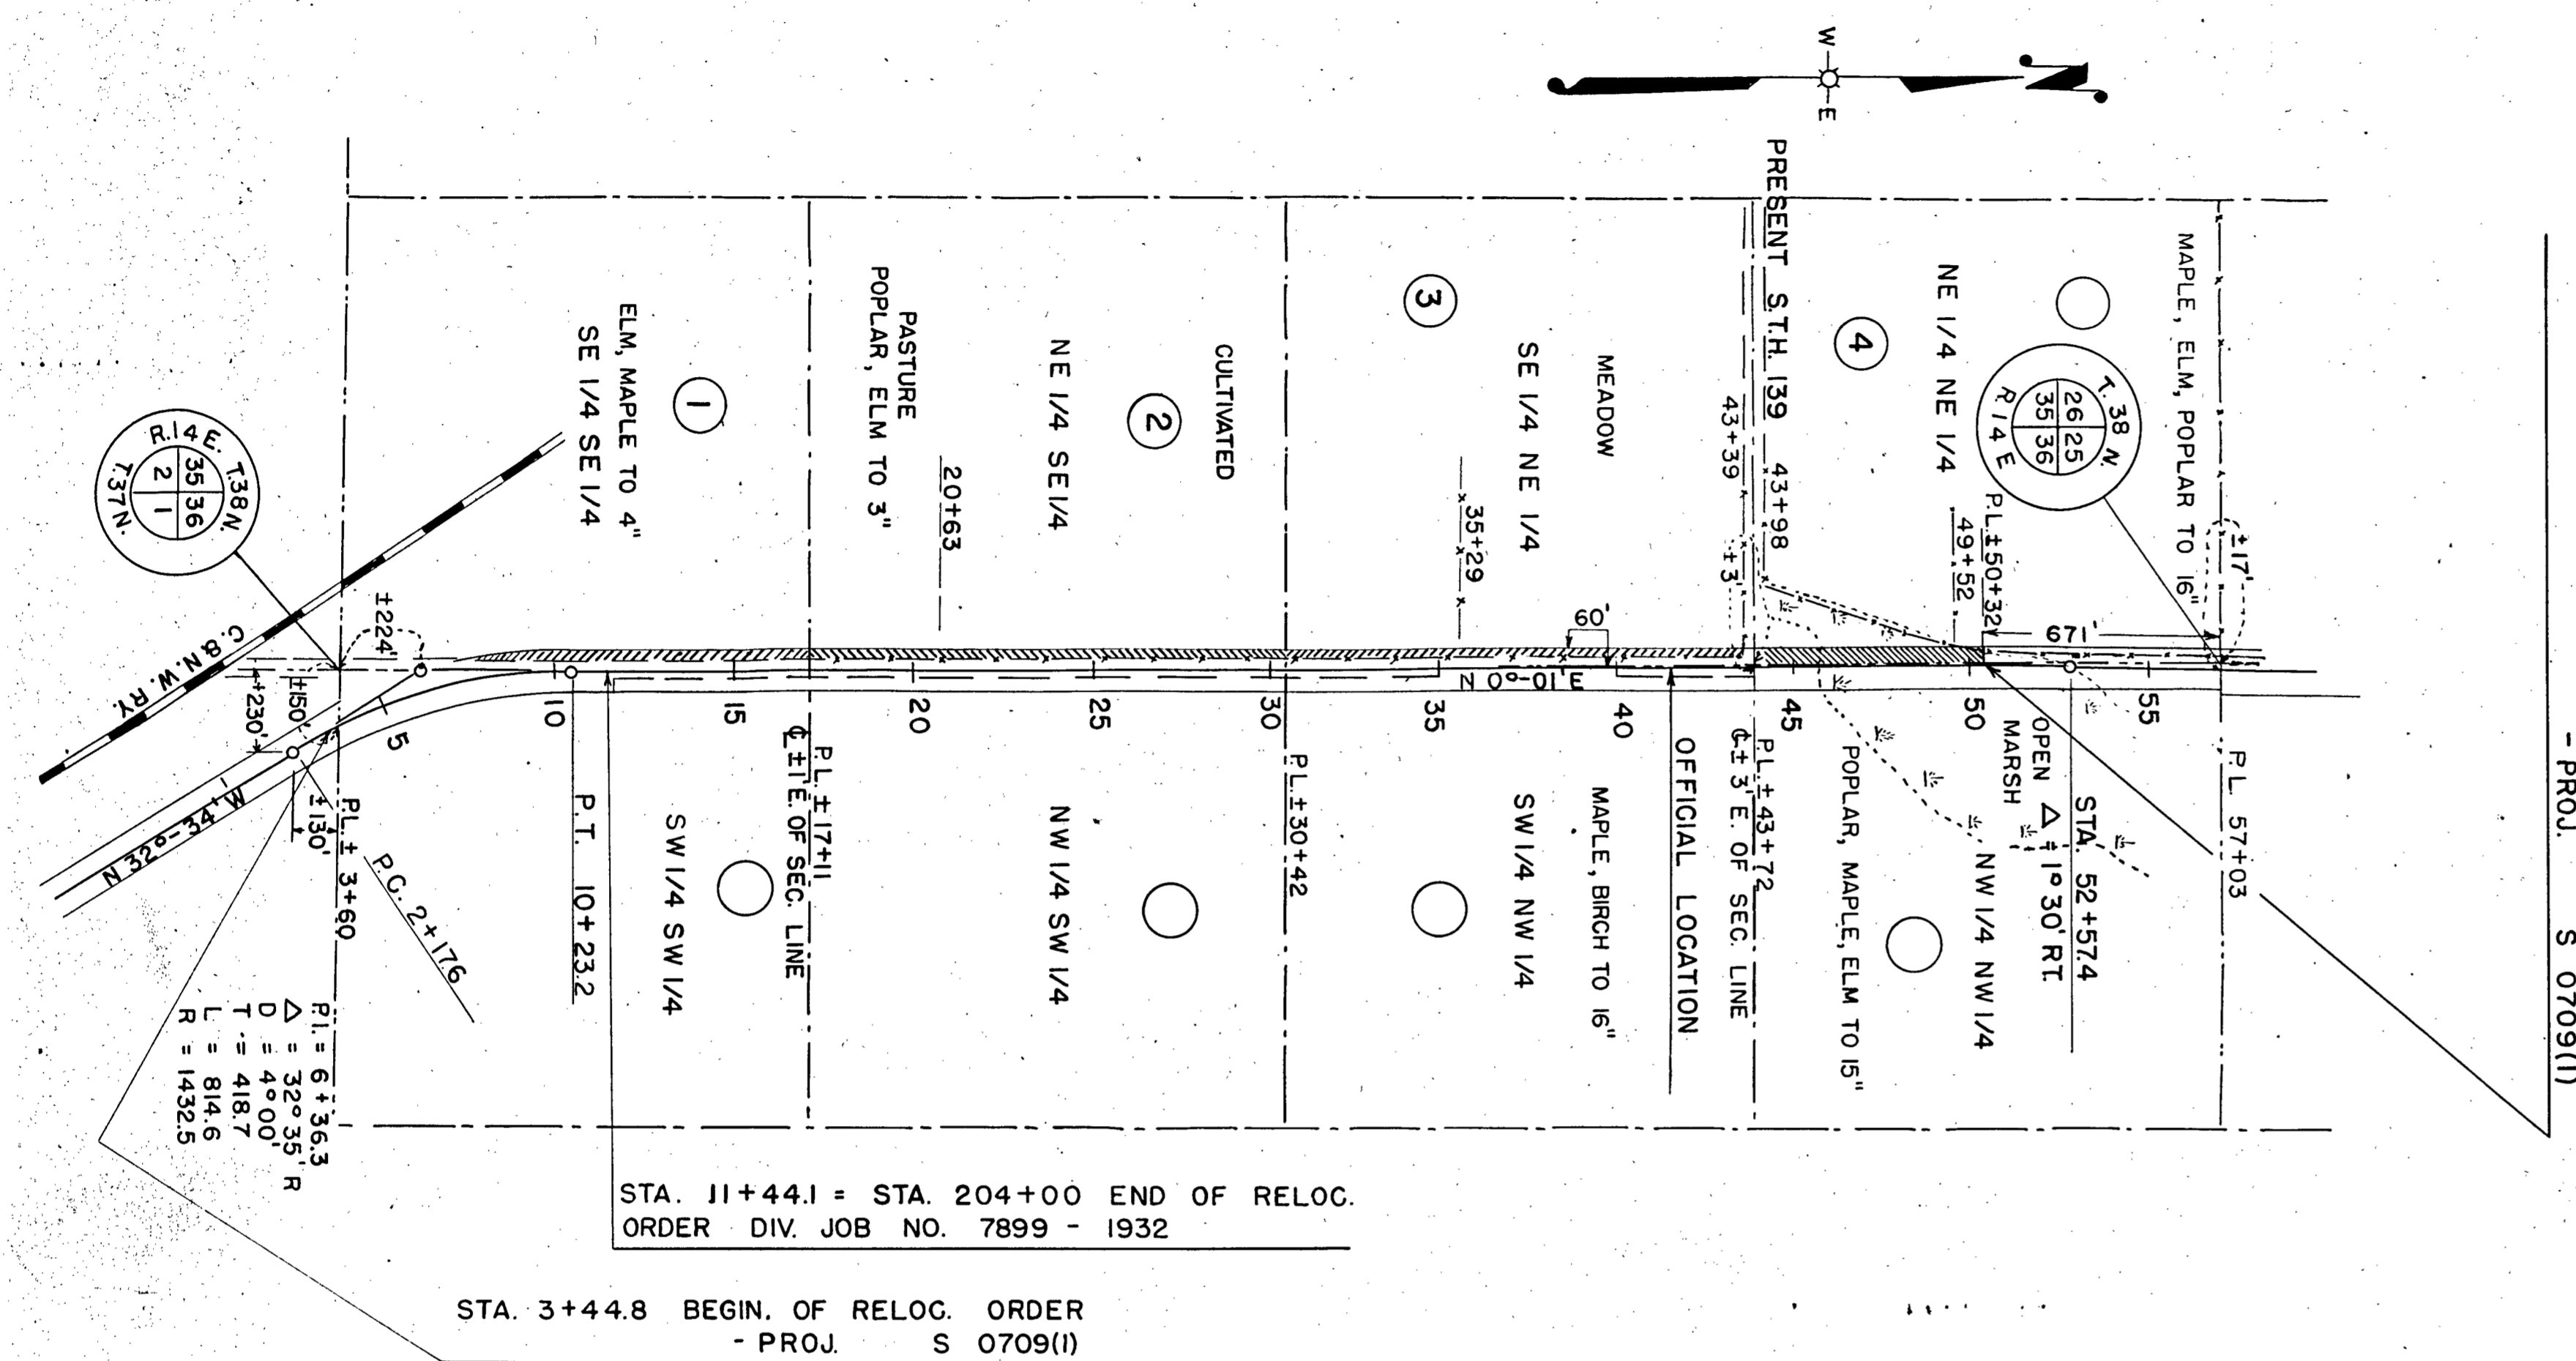 W
E
N
PRESENT S.T.H. 139
43+98
43+39
±3'
MAPLE, ELM, POPLAR TO 16"
NE 1/4 NE 1/4
4
T. 38 N.
26 25
35 36
R 14 E
P.L.±50+32
49+52
±17'
671'
MEADOW
SE 1/4 NE 1/4
3
35+29
60'
CULTIVATED
2
NE 1/4 SE 1/4
20+63
PASTURE
POPLAR, ELM TO 3"
1
ELM, MAPLE TO 4"
SE 1/4 SE 1/4
R.14 E. T.38 N.
35 36
2 1
T.37 N.
C. & N. W. RY.
±224'
±150'
±230'
±130'
N 32°-34' W
N 0°-01' E
5
10
15
20
25
30
35
40
45
50
55
P.L. ± 3+60
P.C. 2+17.6
P.I. = 6+36.3
Δ = 32°35' R
D = 4°00'
T = 418.7
L = 814.6
R = 1432.5
P.T. 10+23.2
SW 1/4 SW 1/4
P.L. ± 17+11
℄ ±1' E. OF SEC. LINE
NW 1/4 SW 1/4
P.L. ± 30+42
SW 1/4 NW 1/4
MAPLE, BIRCH TO 16"
OFFICIAL LOCATION
P.L. ± 43+72
℄ ± 3' E. OF SEC. LINE
POPLAR, MAPLE, ELM TO 15"
NW 1/4 NW 1/4
OPEN
MARSH
STA. 52+57.4
Δ ± 1°30' RT.
P.L. 57+03
STA. 11+44.1 = STA. 204+00 END OF RELOC.
ORDER DIV. JOB NO. 7899 - 1932
STA. 3+44.8 BEGIN. OF RELOC. ORDER
- PROJ. S 0709(1)
- PROJ. S 0709(1)